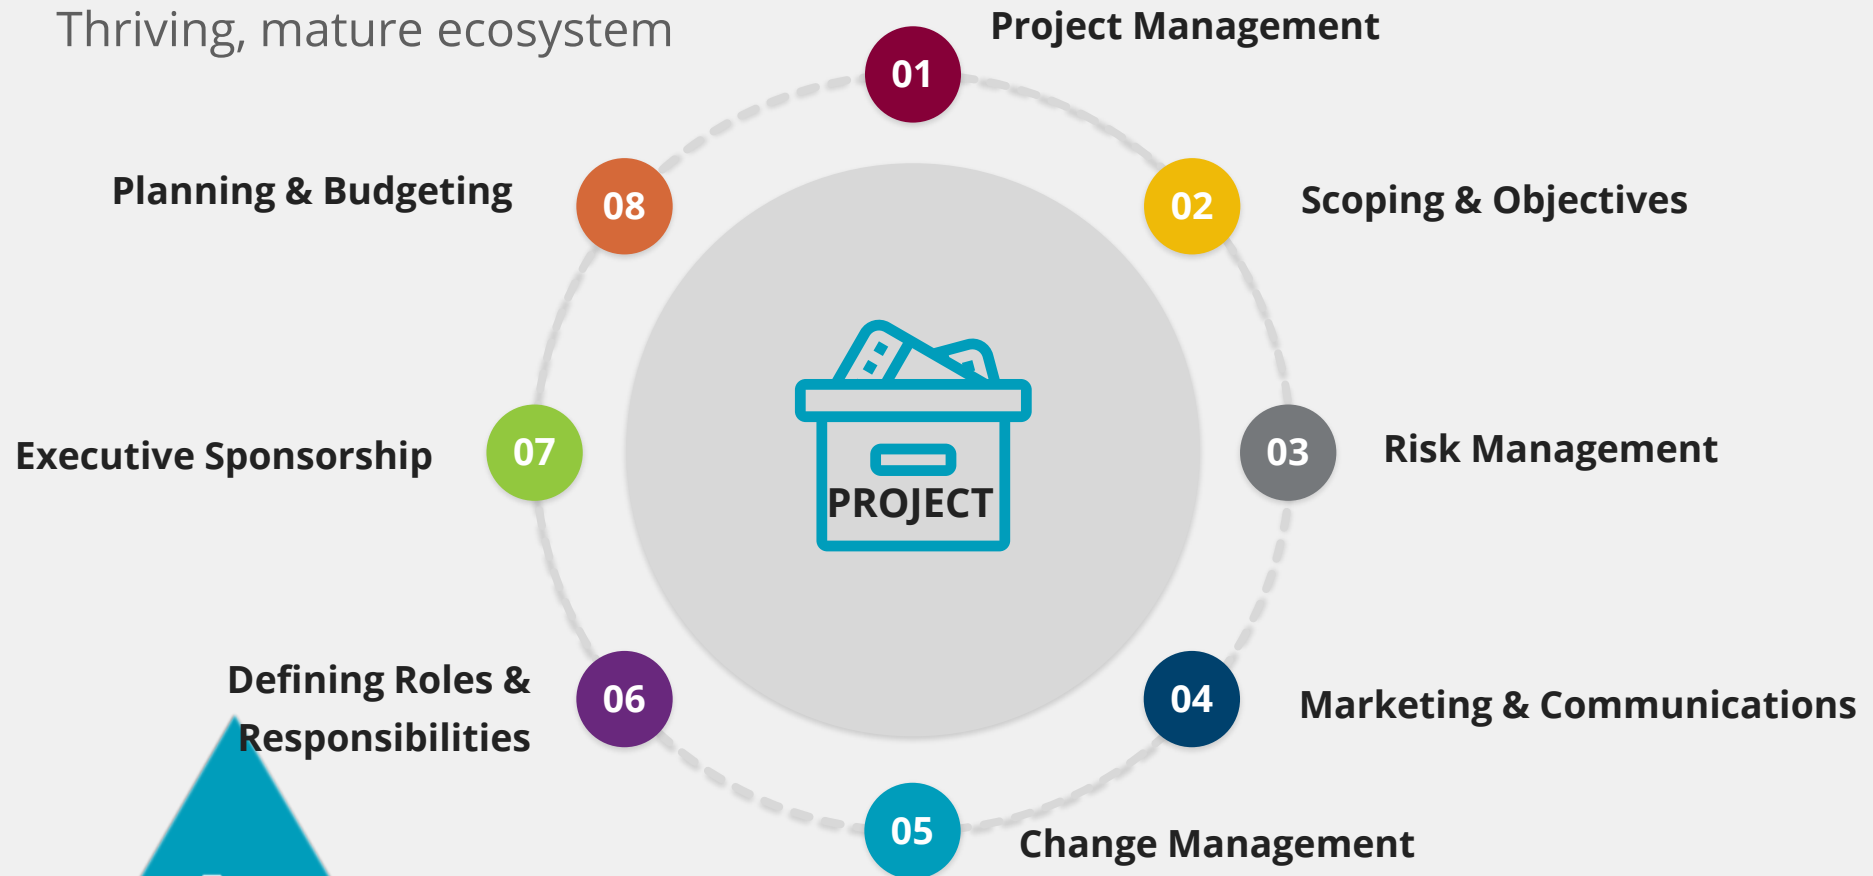 Thriving, mature ecosystem
01
Project Management
02
Scoping & Objectives
03
Risk Management
04
Marketing & Communications
05
Change Management
06
Defining Roles &
Responsibilities
07
Executive Sponsorship
08
Planning & Budgeting
PROJECT